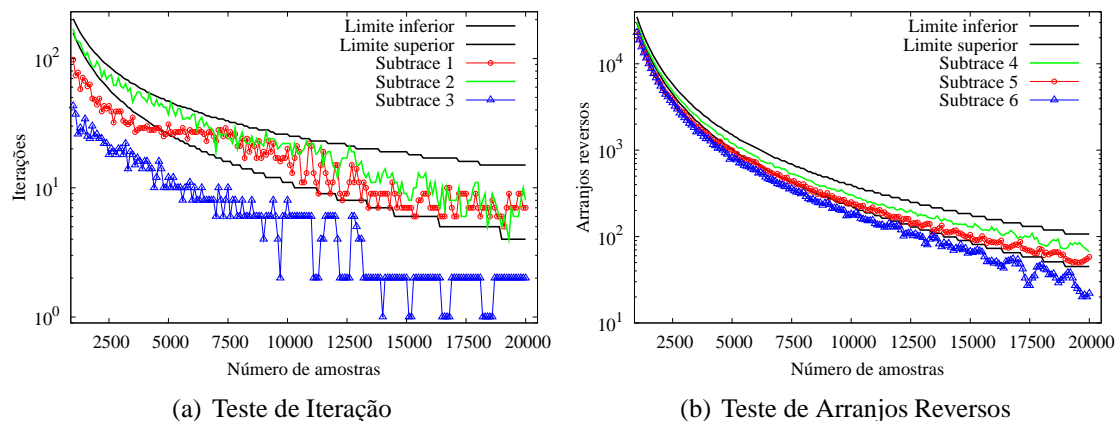 10²
10¹
10⁰
Iterações
Limite inferior
Limite superior
Subtrace 1
Subtrace 2
Subtrace 3
2500 5000 7500 10000 12500 15000 17500 20000
Número de amostras
(a) Teste de Iteração
10⁴
10³
10²
10¹
Arranjos reversos
Limite inferior
Limite superior
Subtrace 4
Subtrace 5
Subtrace 6
2500 5000 7500 10000 12500 15000 17500 20000
Número de amostras
(b) Teste de Arranjos Reversos